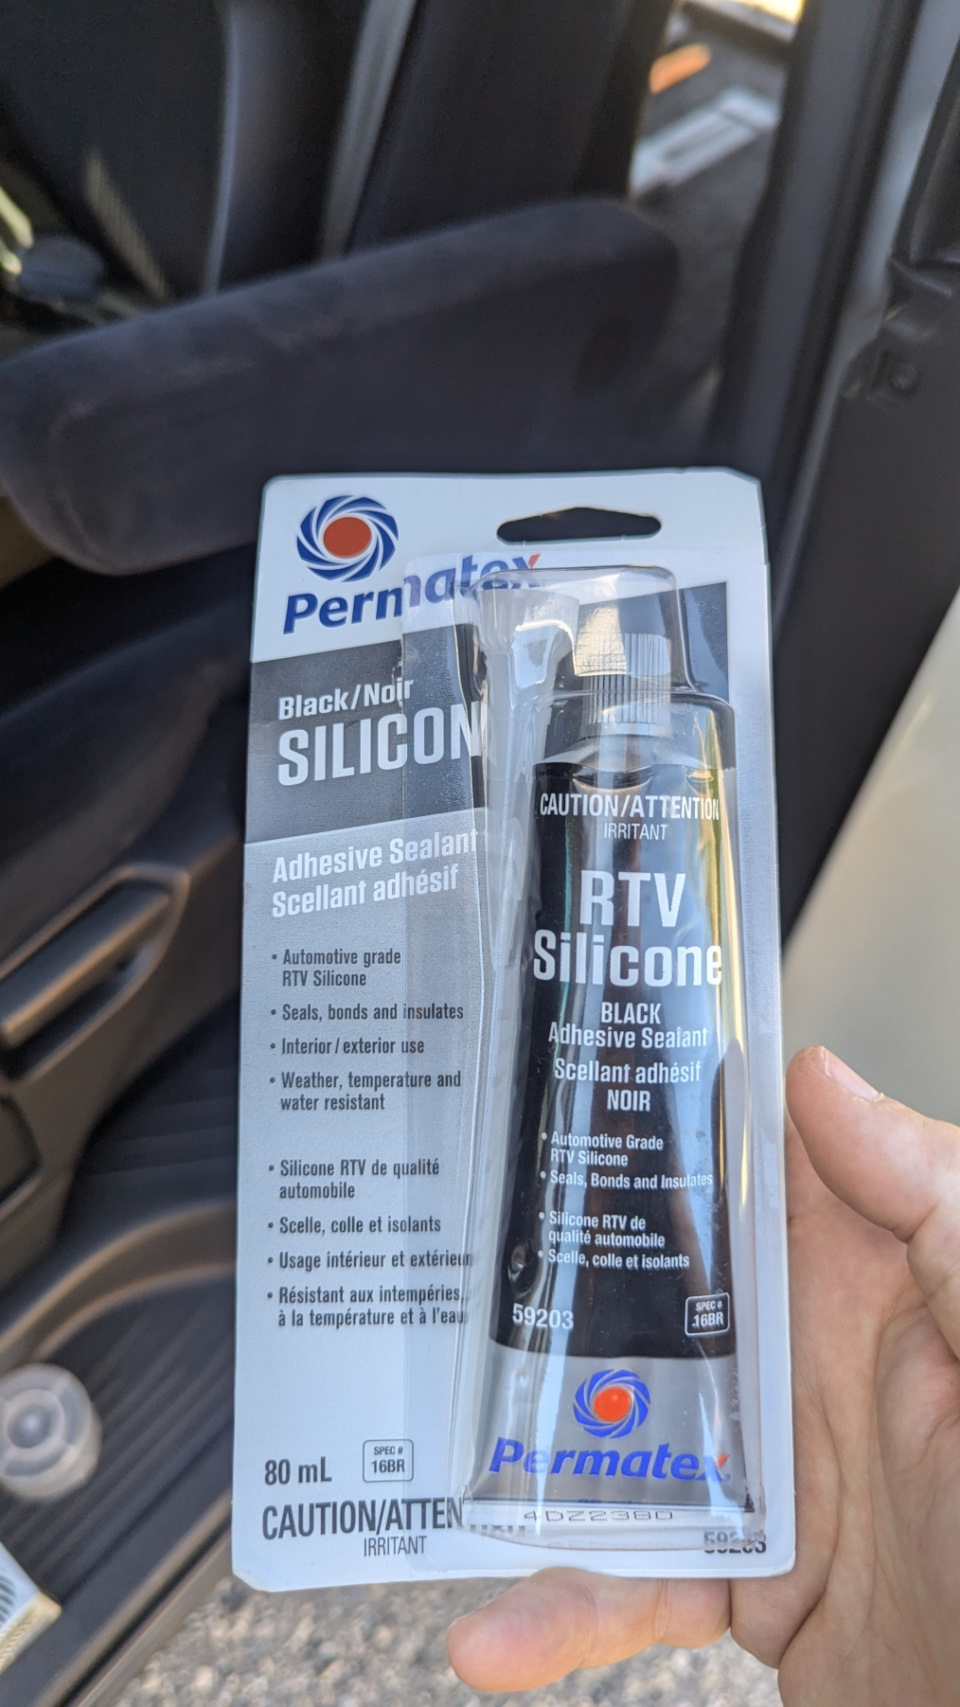 Permatex
Black/Noir
SILICON
Adhesive Sealant
Scellant adhésif
• Automotive grade
RTV Silicone
• Seals, bonds and insulates
• Interior/exterior use
• Weather, temperature and
water resistant
• Silicone RTV de qualité
automobile
• Scelle, colle et isolants
• Usage intérieur et extérieur
• Résistant aux intempéries,
à la température et à l'eau
80 mL
SPEC #
16BR
CAUTION/ATTEN
IRRITANT
59203
CAUTION/ATTENTION
IRRITANT
RTV
Silicone
BLACK
Adhesive Sealant
Scellant adhésif
NOIR
• Automotive Grade
RTV Silicone
• Seals, Bonds and Insulates
• Silicone RTV de
qualité automobile
• Scelle, colle et isolants
59203
SPEC #
16BR
Permatex
4DZ2380